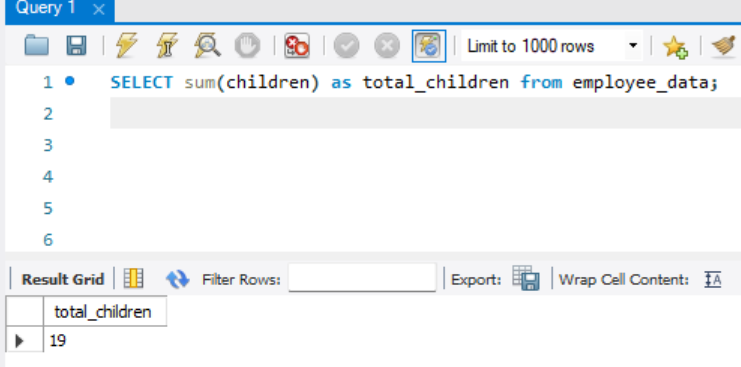 Query 1
Limit to 1000 rows
1 SELECT sum(children) as total_children from employee_data;
2
3
4
5
6
Result Grid Filter Rows: Export: Wrap Cell Content:
total_children
19